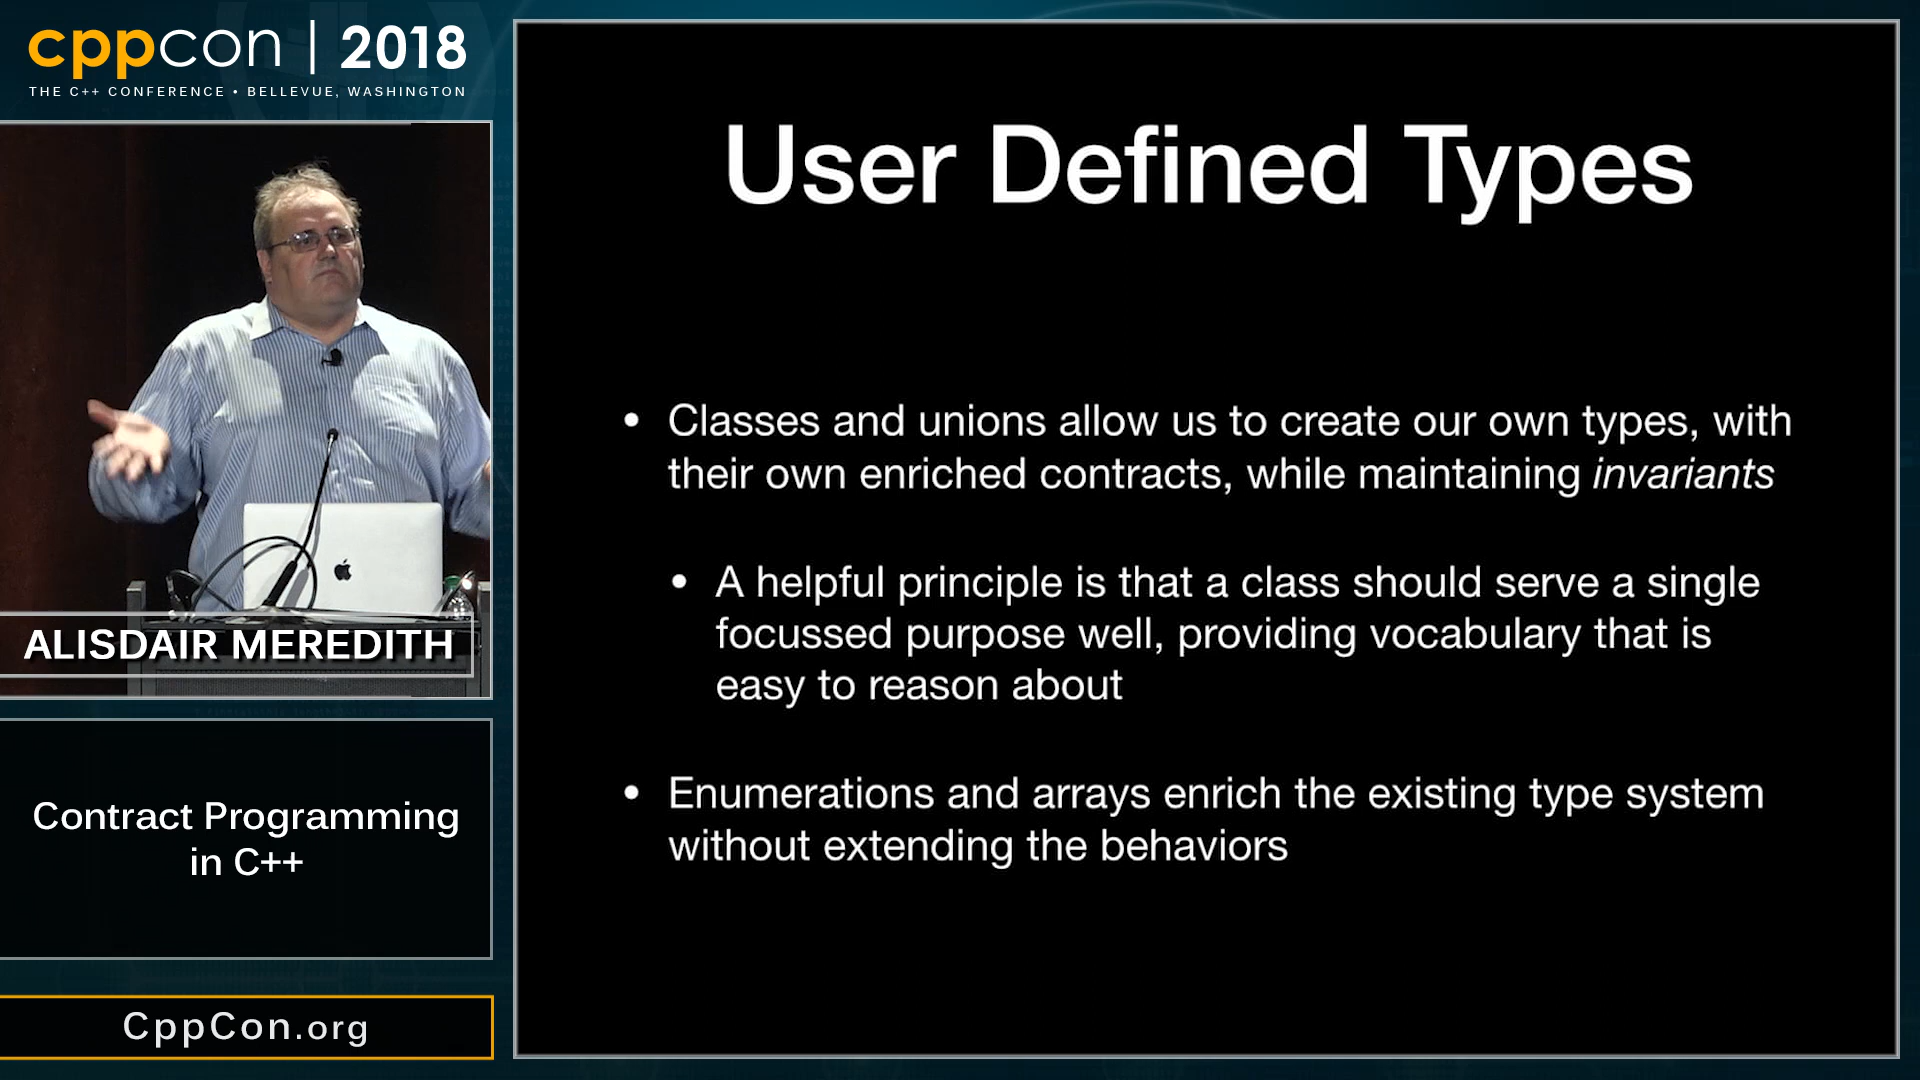 cppcon | 2018
THE C++ CONFERENCE • BELLEVUE, WASHINGTON
ALISDAIR MEREDITH
Contract Programming
in C++
CppCon.org
User Defined Types
• Classes and unions allow us to create our own types, with
their own enriched contracts, while maintaining invariants
• A helpful principle is that a class should serve a single
focussed purpose well, providing vocabulary that is
easy to reason about
• Enumerations and arrays enrich the existing type system
without extending the behaviors